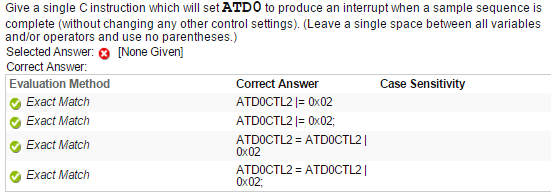 Give a single C instruction which will set ATD0 to produce an interrupt when a sample sequence is
complete (without changing any other control settings). (Leave a single space between all variables
and/or operators and use no parentheses.)
Selected Answer: [None Given]
Correct Answer:
Evaluation Method Correct Answer Case Sensitivity
Exact Match ATD0CTL2 |= 0x02
Exact Match ATD0CTL2 |= 0x02;
Exact Match ATD0CTL2 = ATD0CTL2 |
0x02
Exact Match ATD0CTL2 = ATD0CTL2 |
0x02;